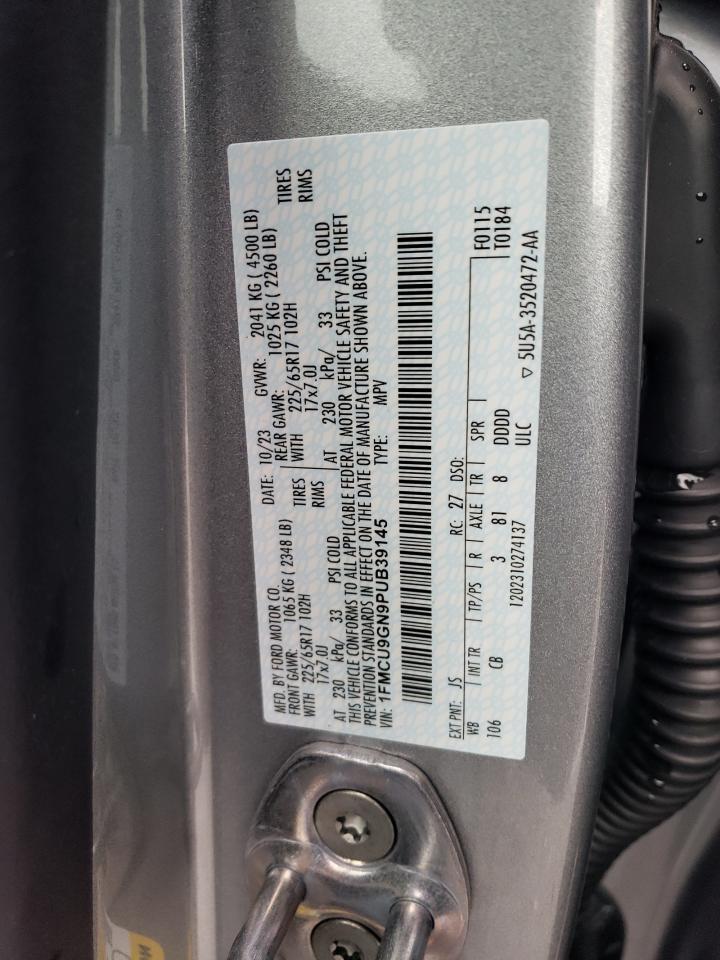 MFD. BY FORD MOTOR CO.
DATE: 10/23 GVWR: 2041 KG ( 4500 LB)
FRONT GAWR: 1065 KG ( 2348 LB) REAR GAWR: 1025 KG ( 2260 LB)
WITH 225/65R17 102H TIRES WITH 225/65R17 102H TIRES
17x7.0J RIMS 17x7.0J RIMS
AT 230 kPa/ 33 PSI COLD AT 230 kPa/ 33 PSI COLD
THIS VEHICLE CONFORMS TO ALL APPLICABLE FEDERAL MOTOR VEHICLE SAFETY AND THEFT
PREVENTION STANDARDS IN EFFECT ON THE DATE OF MANUFACTURE SHOWN ABOVE.
VIN: 1FMCU9GN9PUB39145 TYPE: MPV
EXT PNT: JS RC: 27 DSO:
WB INT TR TP/PS R AXLE TR SPR F0115
106 CB 3 81 8 DDDD T0184
1202310274137 ULC ▽ 5U5A-3520472-AA